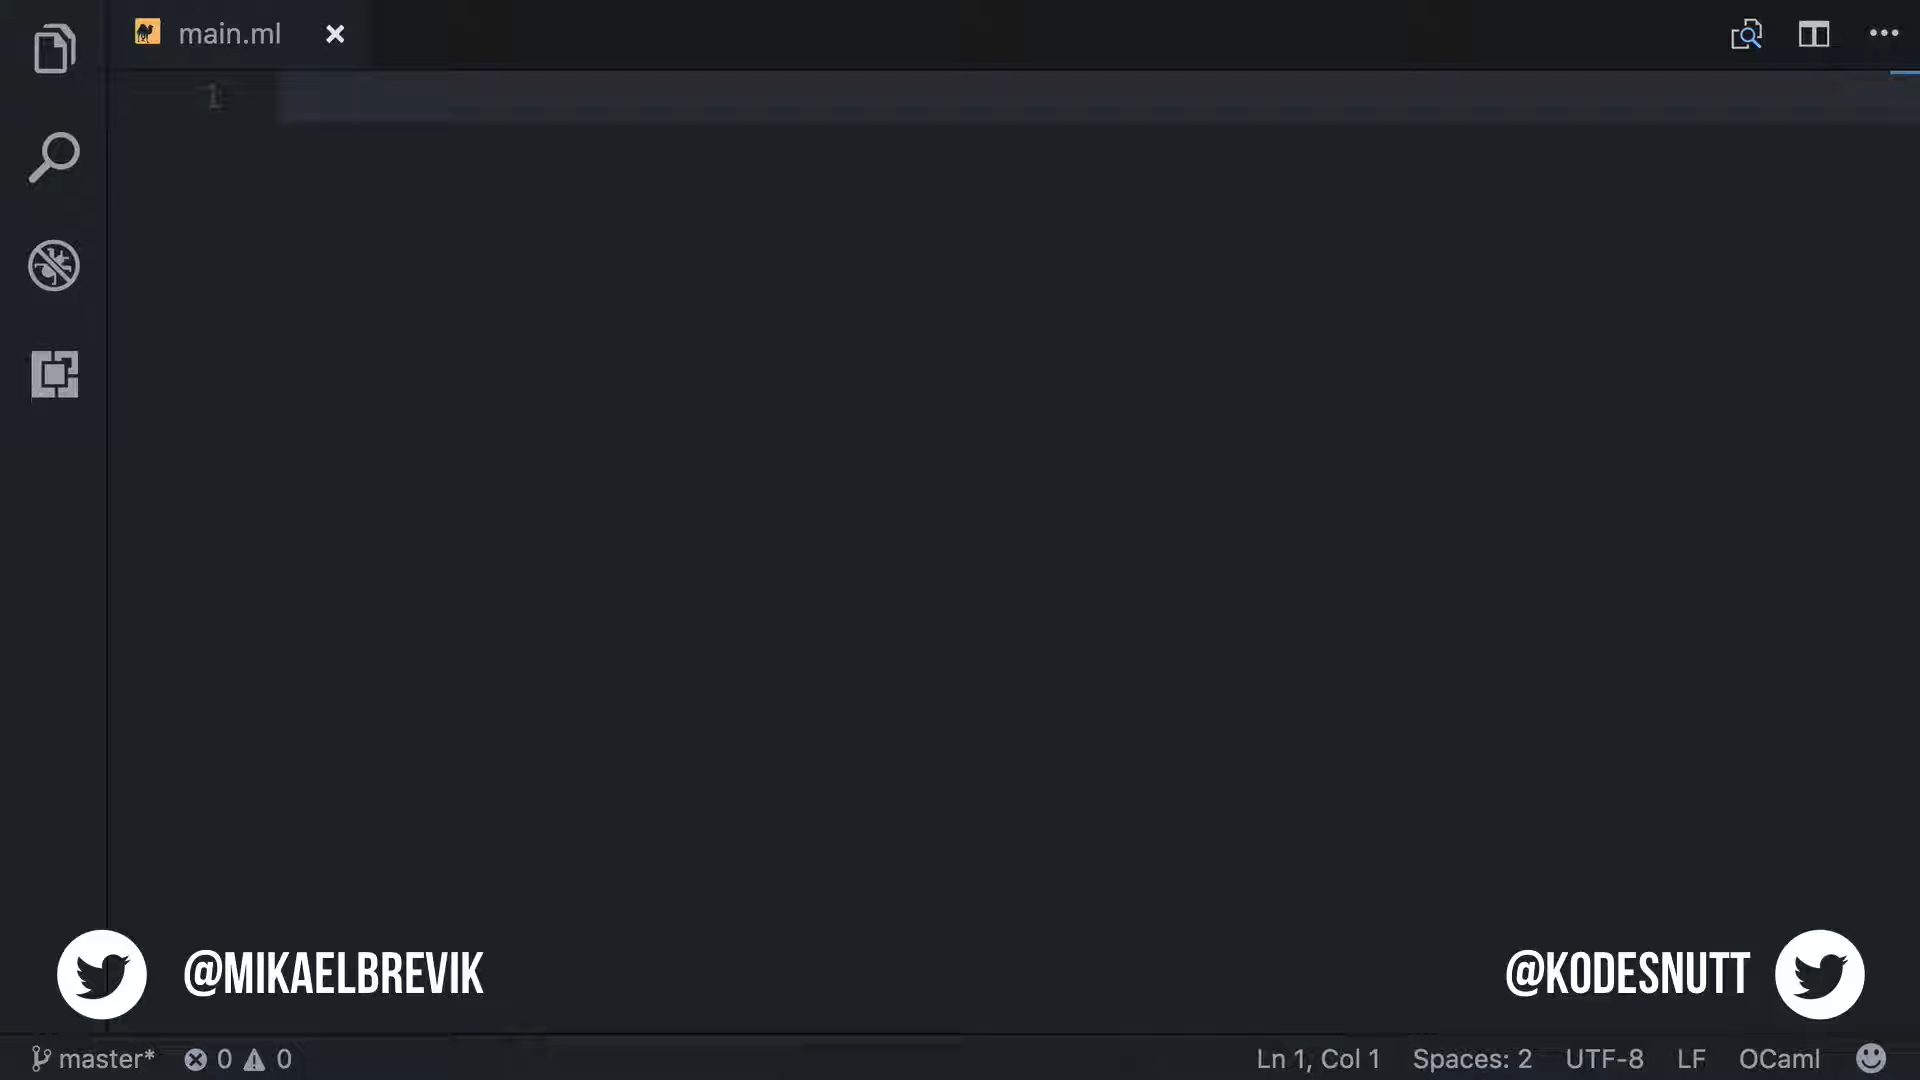 main.ml
1
@MIKAELBREVIK
@KODESNUTT
master* 0 0 Ln 1, Col 1 Spaces: 2 UTF-8 LF OCaml